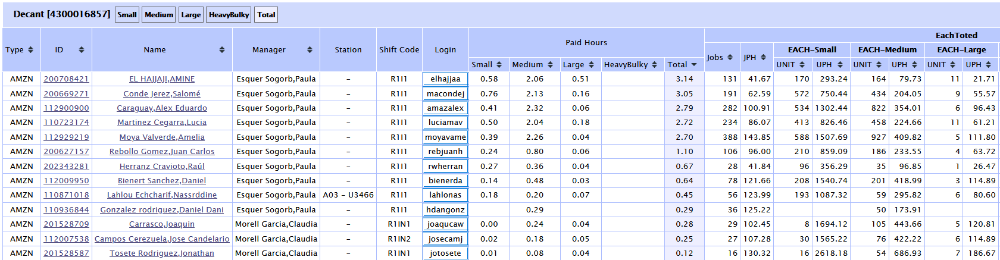 Decant [4300016857] Small Medium Large HeavyBulky Total
EachToted
Paid Hours
Type ID Name Manager Station Shift Code Login Jobs JPH EACH-Small EACH-Medium EACH-Large
Small Medium Large HeavyBulky Total UNIT UPH UNIT UPH UNIT UPH
AMZN 200708421 EL HAJJAJI,AMINE Esquer Sogorb,Paula - R1I1 elhajjaa 0.58 2.06 0.51 3.14 131 41.67 170 293.24 164 79.73 11 21.71
AMZN 200669271 Conde Jerez,Salomé Esquer Sogorb,Paula - R1I1 macondej 0.76 2.13 0.16 3.05 191 62.59 572 750.44 434 204.05 9 55.57
AMZN 112900900 Caraguay,Alex Eduardo Esquer Sogorb,Paula - R1I1 amazalex 0.41 2.32 0.06 2.79 282 100.91 534 1302.44 822 354.01 6 96.43
AMZN 110723174 Martinez Cegarra,Lucia Esquer Sogorb,Paula - R1I1 luciamav 0.50 2.04 0.18 2.72 234 86.07 413 826.46 458 224.66 11 61.21
AMZN 112929219 Moya Valverde,Amelia Esquer Sogorb,Paula - R1I1 moyavame 0.39 2.26 0.04 2.70 388 143.85 588 1507.69 927 409.82 5 111.80
AMZN 200627157 Rebollo Gomez,Juan Carlos Esquer Sogorb,Paula - R1I1 rebjuanh 0.24 0.80 0.06 1.10 106 96.00 210 859.09 186 233.55 4 63.72
AMZN 202343281 Herranz Cravioto,Raúl Esquer Sogorb,Paula - R1I1 rwherran 0.27 0.36 0.04 0.67 28 41.84 96 356.29 35 96.85 1 26.47
AMZN 112009950 Bienert Sanchez,Daniel Esquer Sogorb,Paula - R1I1 bienerda 0.14 0.48 0.03 0.64 78 121.66 208 1540.74 201 418.99 3 114.89
AMZN 110871018 Lahlou Echcharif,Nassrddine Esquer Sogorb,Paula A03 - U3466 R1I1 lahlonas 0.18 0.20 0.07 0.45 56 123.99 193 1087.32 59 295.82 6 80.60
AMZN 110936844 Gonzalez rodriguez,Daniel Dani Esquer Sogorb,Paula - R1I1 hdangonz 0.29 0.29 36 125.22 50 173.91
AMZN 201528709 Carrasco,Joaquin Morell Garcia,Claudia - R1IN1 joaqucaw 0.00 0.24 0.04 0.28 29 102.45 8 1694.12 105 443.66 5 120.81
AMZN 112007538 Campos Cerezuela,Jose Candelario Morell Garcia,Claudia - R1IN2 josecamj 0.02 0.18 0.05 0.25 27 107.28 30 1565.22 76 422.22 6 114.89
AMZN 201528587 Tosete Rodriguez,Jonathan Morell Garcia,Claudia - R1IN1 jotosete 0.01 0.08 0.04 0.12 16 130.32 16 2618.18 54 686.93 7 186.67